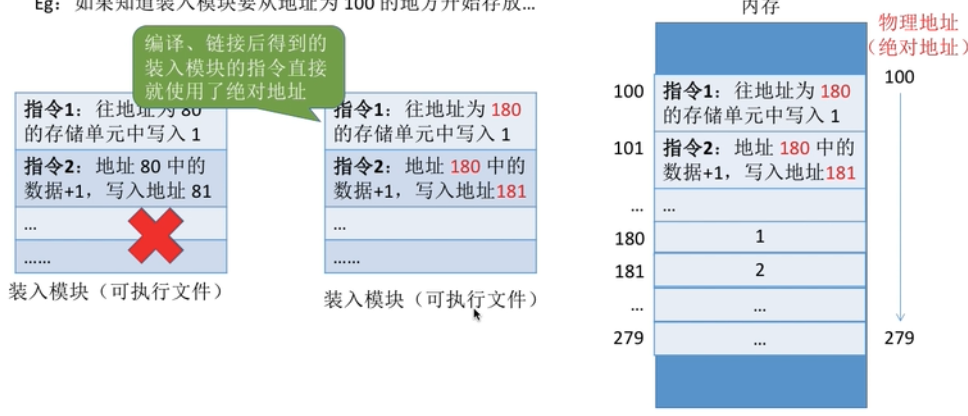 Eg：如果知道装入模块要从地址为 100 的地方开始存放...
内存
物理地址
（绝对地址）
编译、链接后得到的
装入模块的指令直接
就使用了绝对地址
指令1：往地址为 80
的存储单元中写入 1
指令2：地址 80 中的
数据+1，写入地址 81
...
......
装入模块（可执行文件）
指令1：往地址为 180
的存储单元中写入 1
指令2：地址 180 中的
数据+1，写入地址181
...
......
装入模块（可执行文件）
100
指令1：往地址为 180
的存储单元中写入 1
100
101
指令2：地址 180 中的
数据+1，写入地址181
...
...
180
1
181
2
...
...
279
...
279